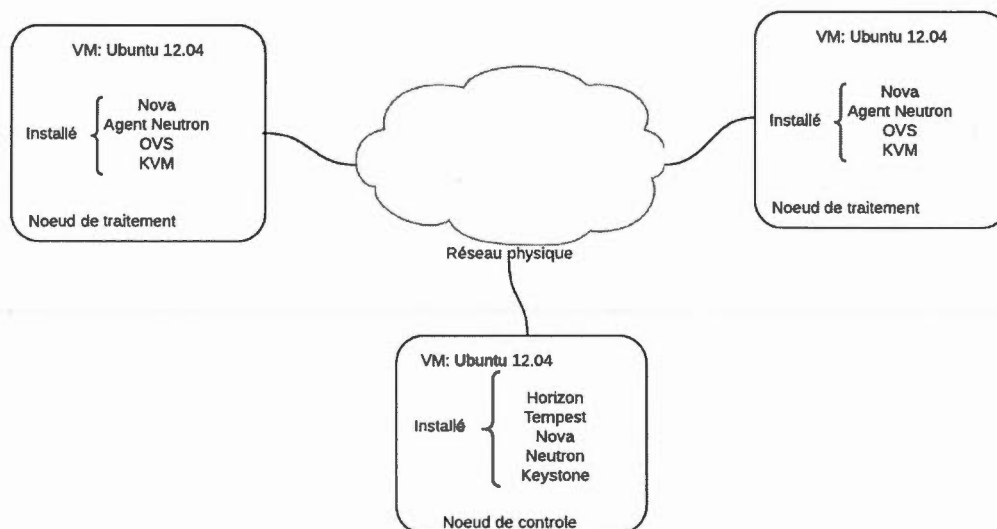 VM: Ubuntu 12.04
Installé
Nova
Agent Neutron
OVS
KVM
Noeud de traitement
VM: Ubuntu 12.04
Installé
Nova
Agent Neutron
OVS
KVM
Noeud de traitement
Réseau physique
VM: Ubuntu 12.04
Installé
Horizon
Tempest
Nova
Neutron
Keystone
Noeud de controle